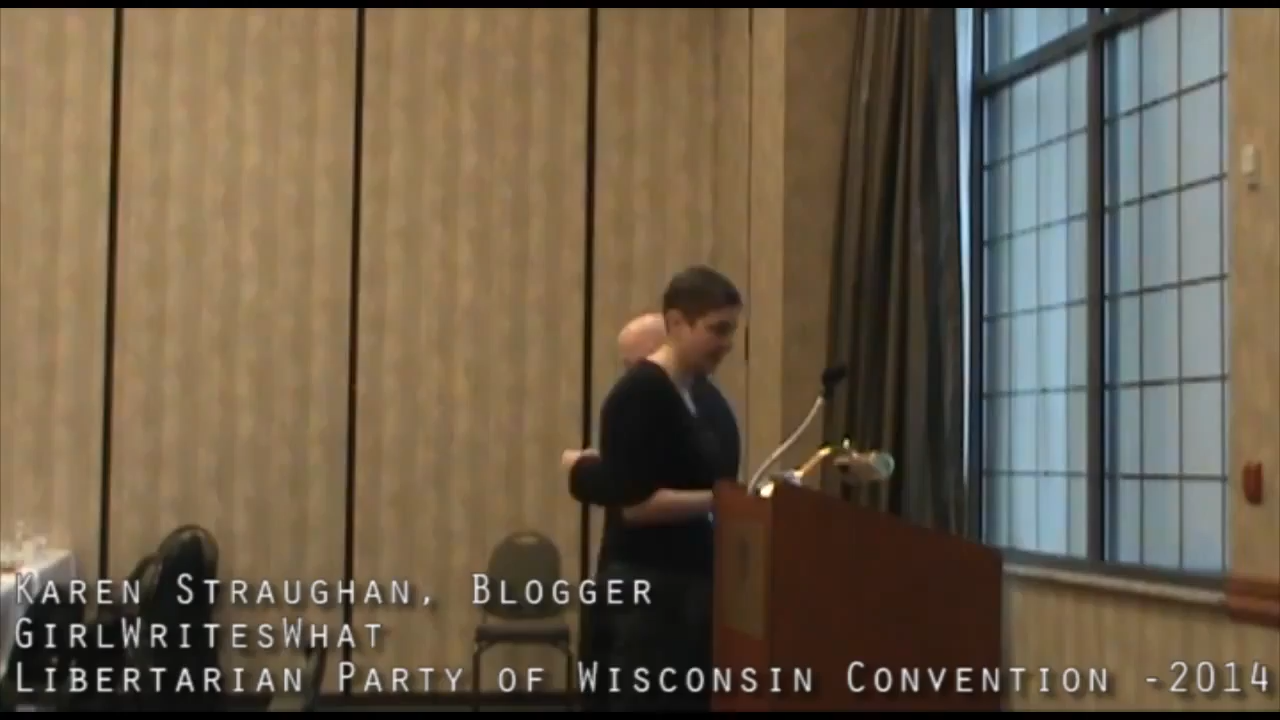 Karen Straughan, Blogger
GirlWritesWhat
Libertarian Party of Wisconsin Convention -2014